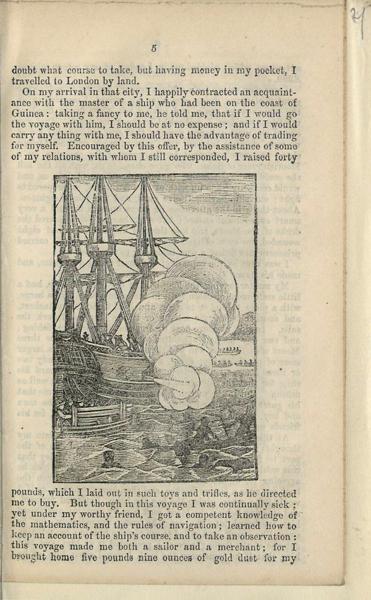 5
doubt what course to take, but having money in my pocket, I
travelled to London by land.
On my arrival in that city, I happily contracted an acquaint-
ance with the master of a ship who had been on the coast of
Guinea: taking a fancy to me, he told me, that if I would go
the voyage with him, I should be at no expense; and if I would
carry any thing with me, I should have the advantage of trading
for myself. Encouraged by this offer, by the assistance of some
of my relations, with whom I still corresponded, I raised forty
pounds, which I laid out in such toys and trifles, as he directed
me to buy. But though in this voyage I was continually sick;
yet under my worthy friend, I got a competent knowledge of
the mathematics, and the rules of navigation; learned how to
keep an account of the ship's course, and to take an observation:
this voyage made me both a sailor and a merchant; for I
brought home five pounds nine ounces of gold dust for my